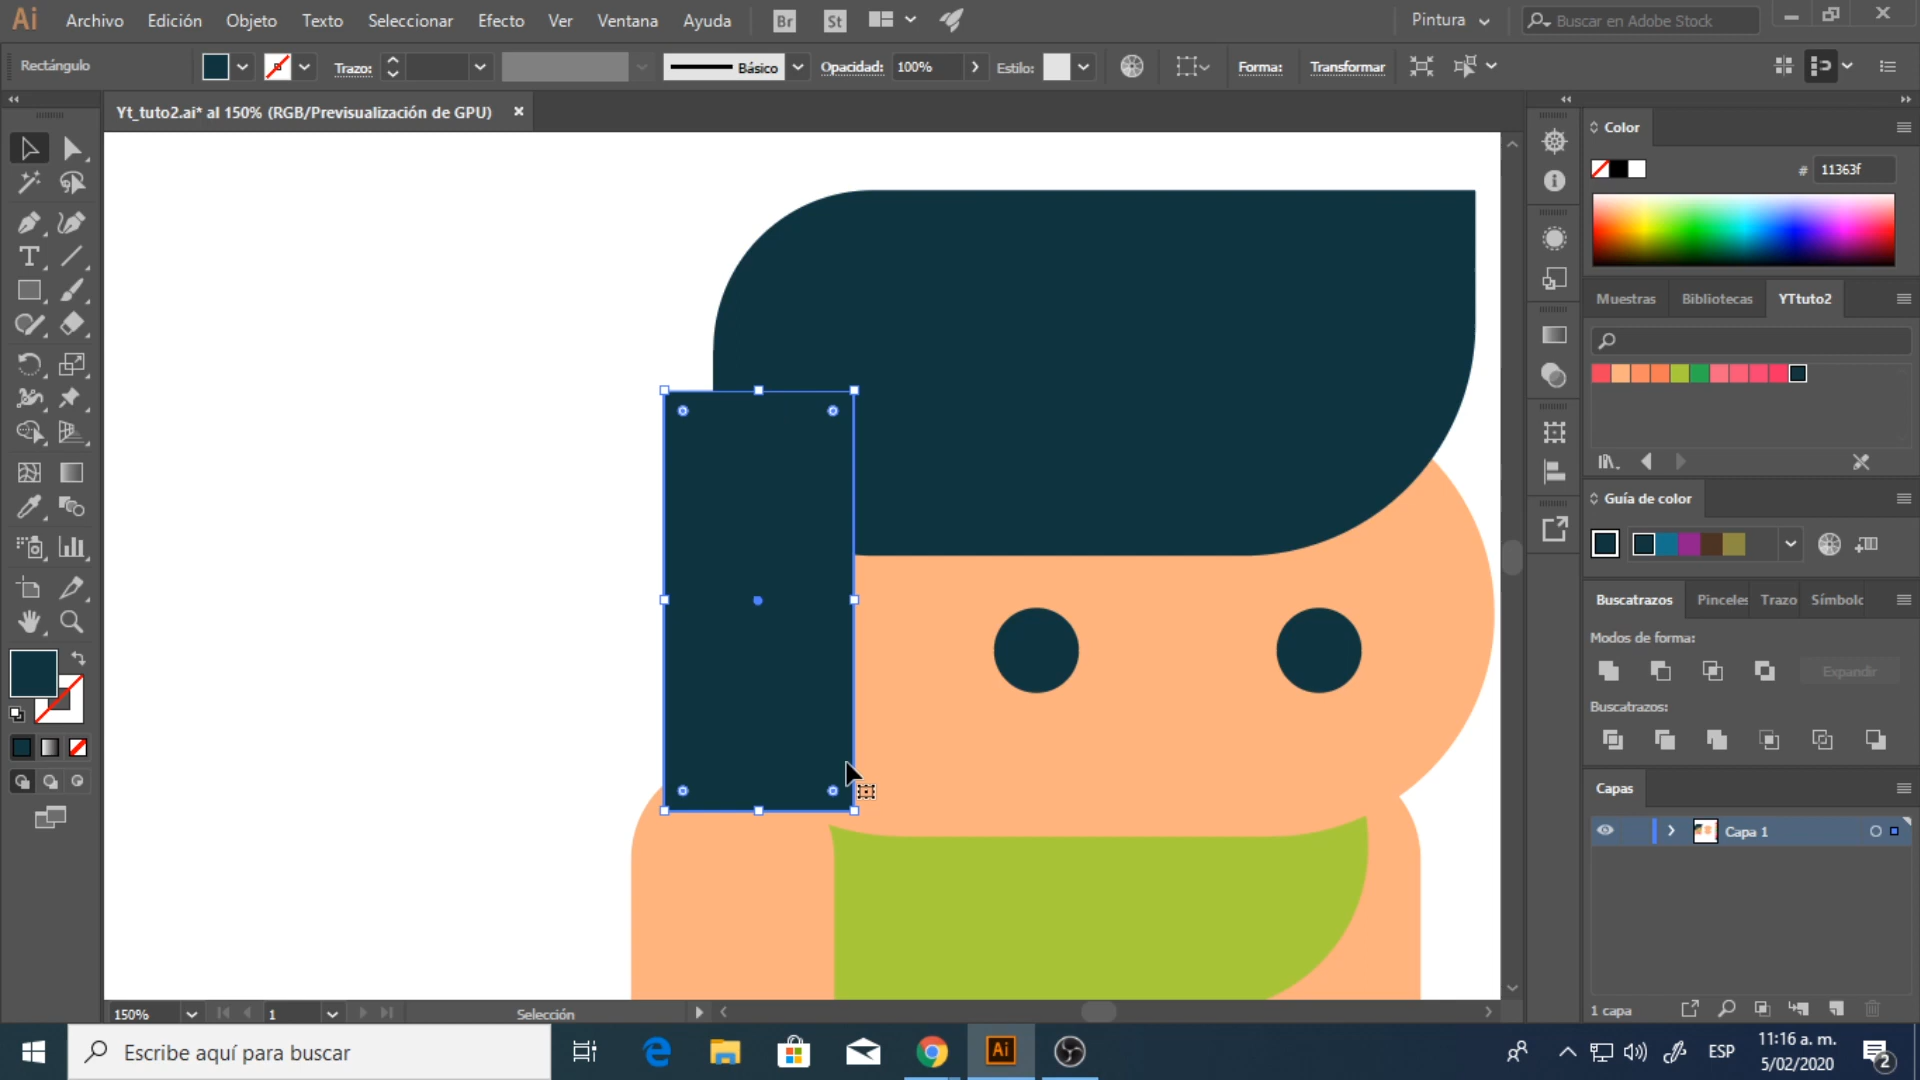 Ai Archivo Edición Objeto Texto Seleccionar Efecto Ver Ventana Ayuda Br St Pintura Buscar en Adobe Stock
Rectángulo Trazo: Básico Opacidad: 100% Estilo: Forma: Transformar
Yt_tuto2.ai* al 150% (RGB/Previsualización de GPU)
Color
# 11363f
Muestras Bibliotecas YTtuto2
Guía de color
Buscatrazos Pinceles Trazo Símbolc
Modos de forma:
Expandir
Buscatrazos:
Capas
Capa 1
1 capa
150% 1 Selección
Escribe aquí para buscar
Ai
ESP
11:16 a. m.
5/02/2020
2